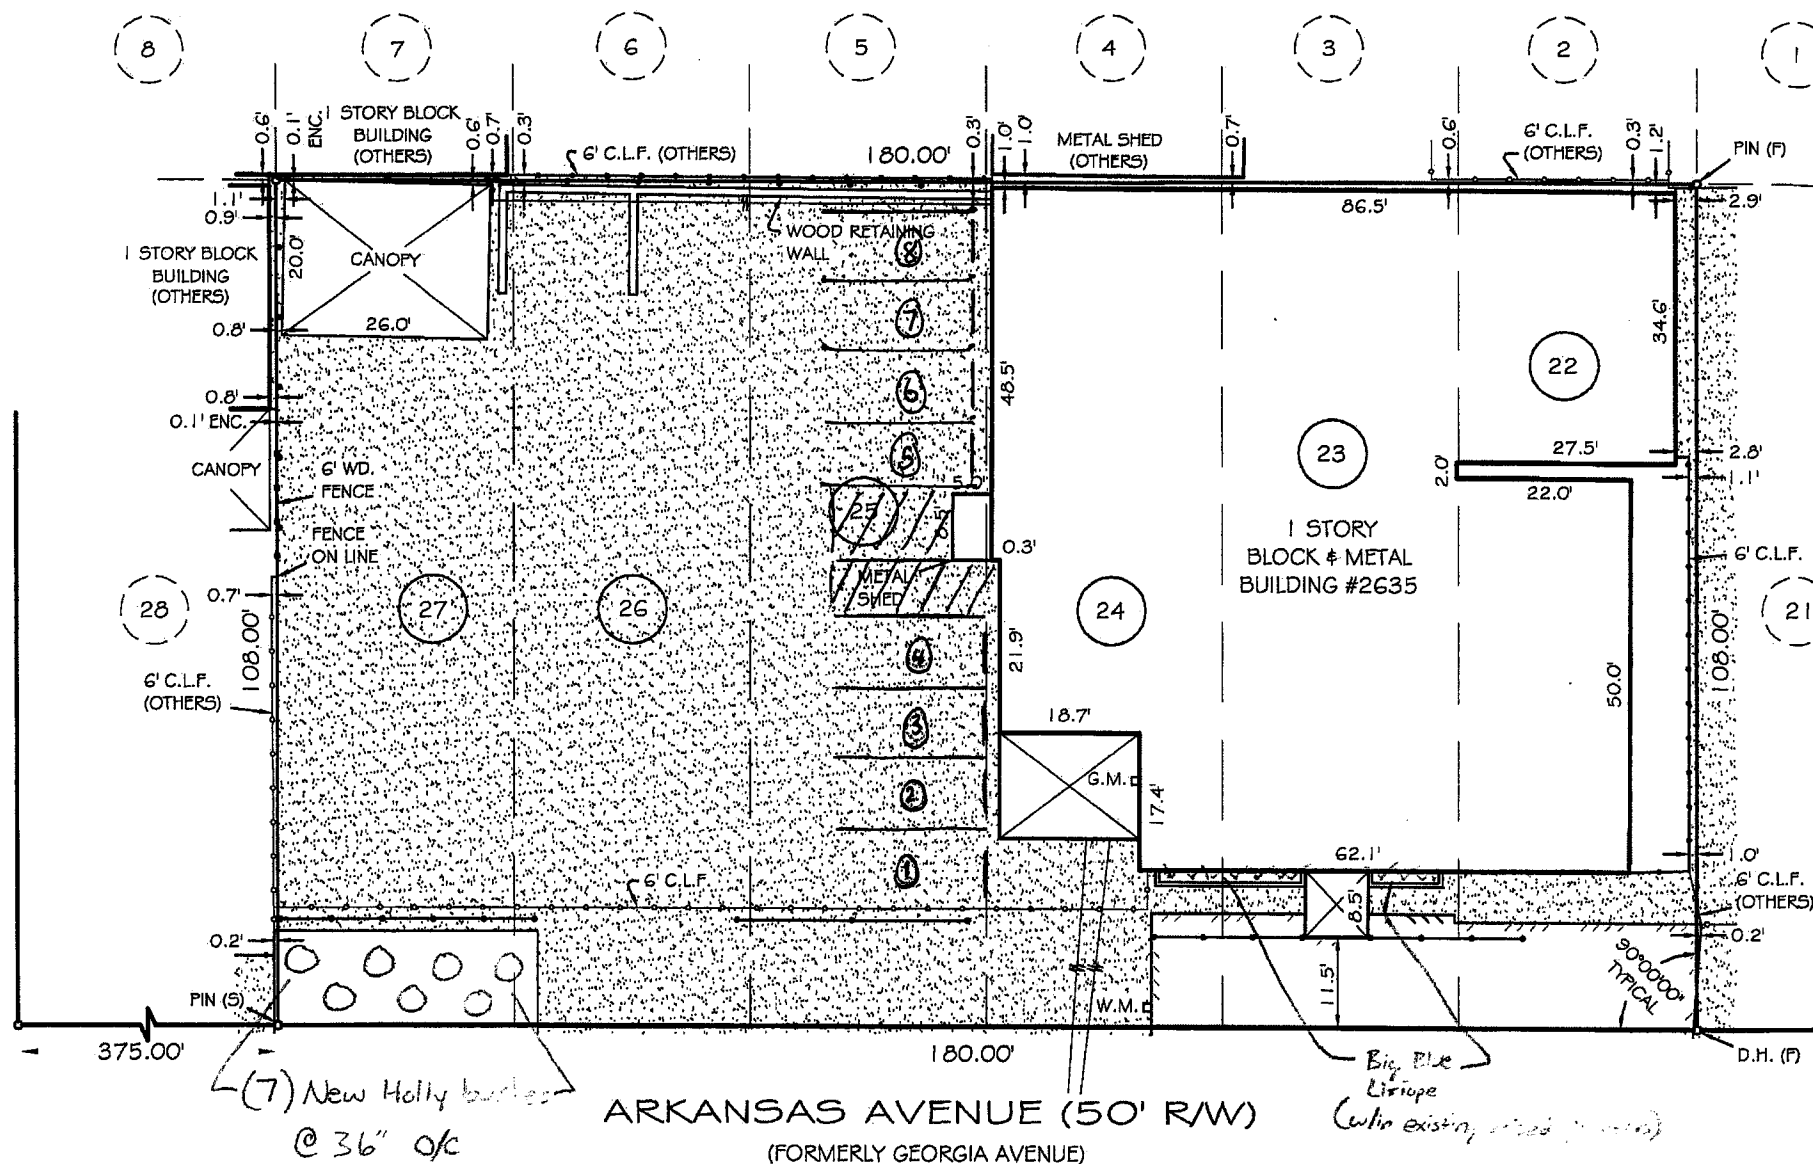 8
7
6
5
4
3
2
1
0.6'
0.1'
ENC.
1 STORY BLOCK
BUILDING
(OTHERS)
0.6'
0.7'
0.3'
6' C.L.F. (OTHERS)
180.00'
0.3'
1.0'
1.0'
METAL SHED
(OTHERS)
0.7'
0.6'
6' C.L.F.
(OTHERS)
0.3'
1.2'
PIN (F)
1.1'
0.9'
1 STORY BLOCK
BUILDING
(OTHERS)
20.0'
CANOPY
26.0'
0.8'
WOOD RETAINING
WALL
86.5'
2.9'
34.6'
8
7
6
5
48.5'
22
23
27.5'
2.8'
2.0'
22.0'
1.1'
0.8'
0.1' ENC.
CANOPY
6' WD.
FENCE
FENCE
ON LINE
25
5.0'
6.5'
0.3'
METAL
SHED
1 STORY
BLOCK & METAL
BUILDING #2635
6' C.L.F.
28
0.7'
27
26
24
21
108.00'
6' C.L.F.
(OTHERS)
4
3
2
1
21.9'
18.7'
G.M.
17.4'
50.0'
108.00'
62.1'
1.0'
6' C.L.F.
(OTHERS)
6' C.L.F
8.5'
0.2'
0.2'
90°00'00"
TYPICAL
11.5'
PIN (S)
W.M.
375.00'
180.00'
D.H. (F)
(7) New Holly
@ 36" O/C
Big Blue
Liriope
(w/in existing
ARKANSAS AVENUE (50' R/W)
(FORMERLY GEORGIA AVENUE)